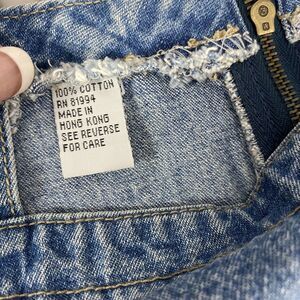 100% COTTON
RN 81994
MADE IN
HONG KONG
SEE REVERSE
FOR CARE